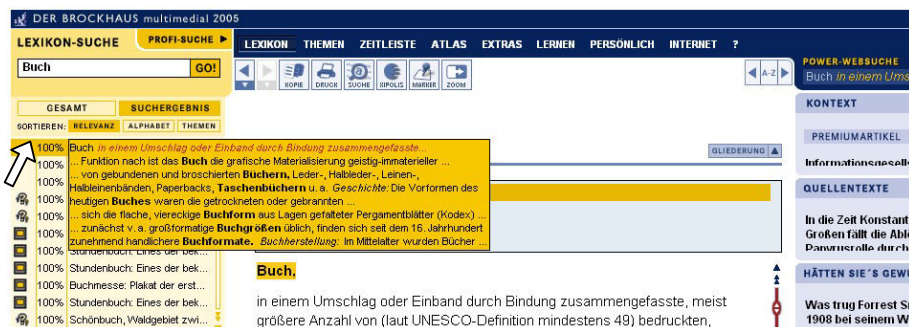 DER BROCKHAUS multimedial 2005
LEXIKON-SUCHE PROFI-SUCHE
Buch GO!
GESAMT SUCHERGEBNIS
SORTIEREN: RELEVANZ ALPHABET THEMEN
LEXIKON THEMEN ZEITLEISTE ATLAS EXTRAS LERNEN PERSÖNLICH INTERNET ?
KOPIE DRUCK SUCHE XIPOLIS MARKER ZOOM
A-Z
GLIEDERUNG
100% Buch in einem Umschlag oder Einband durch Bindung zusammengefasste...
... Funktion nach ist das Buch die grafische Materialisierung geistig-immaterieller ...
... von gebundenen und broschierten Büchern, Leder-, Halbleder-, Leinen-,
Halbleinenbänden, Paperbacks, Taschenbüchern u. a. Geschichte: Die Vorformen des
heutigen Buches waren die getrockneten oder gebrannten ...
... sich die flache, viereckige Buchform aus Lagen gefalteter Pergamentblätter (Kodex) ...
... zunächst v. a. großformatige Buchgrößen üblich, finden sich seit dem 16. Jahrhundert
zunehmend handlichere Buchformate. Buchherstellung: Im Mittelalter wurden Bücher ...
100%
100%
100%
100%
100%
100% Stundenbuch: Eines der bek...
100% Stundenbuch: Eines der bek...
100% Buchmesse: Plakat der erst...
100% Stundenbuch: Eines der bek...
100% Schönbuch, Waldgebiet zwi...
Buch,
in einem Umschlag oder Einband durch Bindung zusammengefasste, meist
größere Anzahl von (laut UNESCO-Definition mindestens 49) bedruckten,
POWER-WEBSUCHE
Buch in einem Ums
KONTEXT
PREMIUMARTIKEL
Informationsgesells
QUELLENTEXTE
In die Zeit Konstant
Großen fällt die Ablö
Papyrusrolle durch
HÄTTEN SIE´S GEWU
Was trug Forrest Sm
1908 bei seinem W